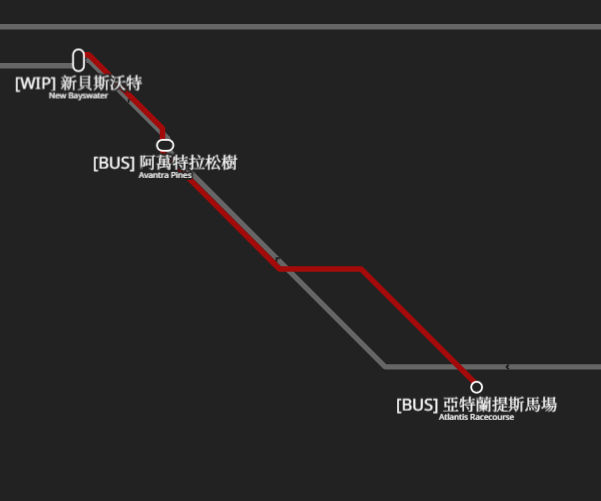 [WIP] 新貝斯沃特
New Bayswater
[BUS] 阿萬特拉松樹
Avantra Pines
[BUS] 亞特蘭提斯馬場
Atlantis Racecourse